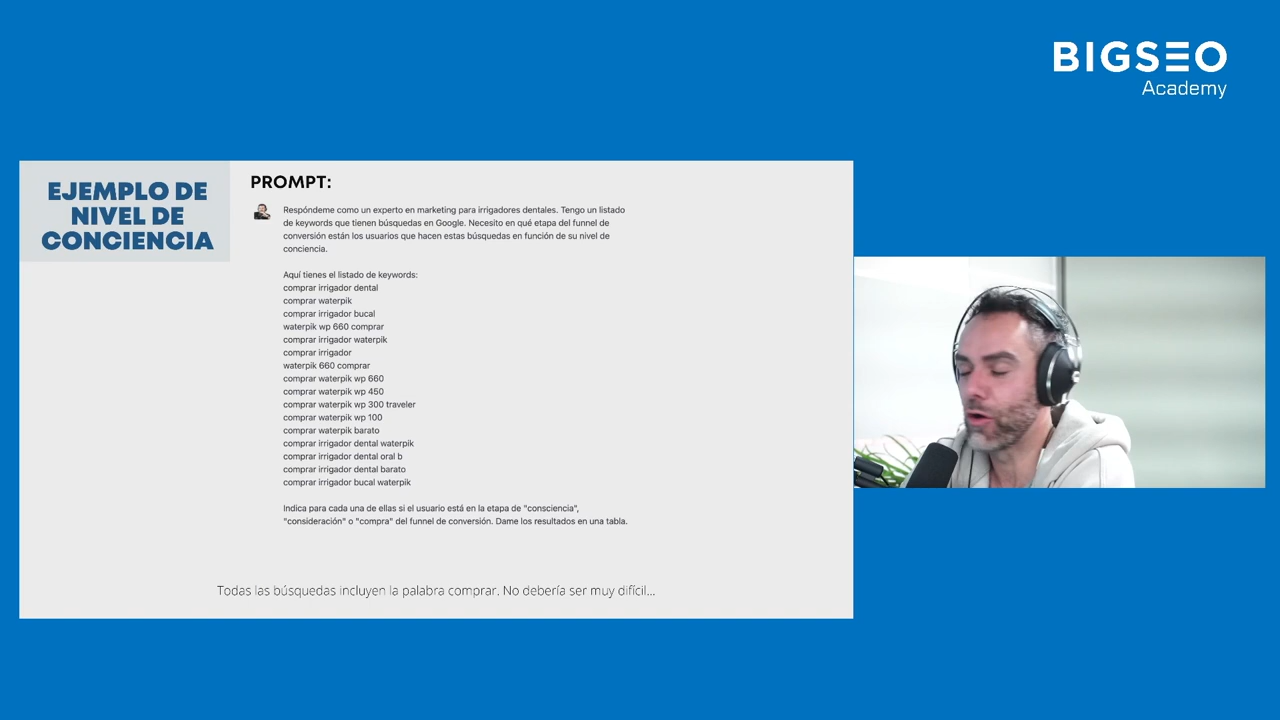 BIGSEO
Academy
EJEMPLO DE
NIVEL DE
CONCIENCIA
PROMPT:
Respóndeme como un experto en marketing para irrigadores dentales. Tengo un listado
de keywords que tienen búsquedas en Google. Necesito en qué etapa del funnel de
conversión están los usuarios que hacen estas búsquedas en función de su nivel de
conciencia.
Aquí tienes el listado de keywords:
comprar irrigador dental
comprar waterpik
comprar irrigador bucal
waterpik wp 660 comprar
comprar irrigador waterpik
comprar irrigador
waterpik 660 comprar
comprar waterpik wp 660
comprar waterpik wp 450
comprar waterpik wp 300 traveler
comprar waterpik wp 100
comprar waterpik barato
comprar irrigador dental waterpik
comprar irrigador dental oral b
comprar irrigador dental barato
comprar irrigador bucal waterpik
Indica para cada una de ellas si el usuario está en la etapa de "consciencia",
"consideración" o "compra" del funnel de conversión. Dame los resultados en una tabla.
Todas las búsquedas incluyen la palabra comprar. No debería ser muy difícil...